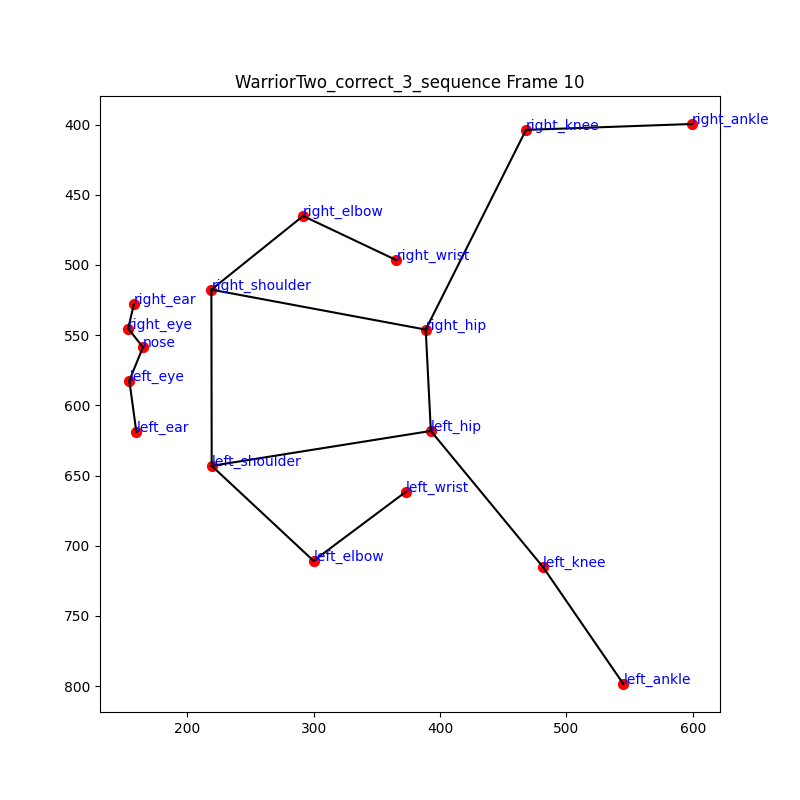 WarriorTwo_correct_3_sequence Frame 10
400
right_knee
right_ankle
450
right_elbow
500
right_wrist
right_shoulder
right_ear
right_eye
right_hip
550
nose
left_eye
600
left_ear
left_hip
650
left_shoulder
left_wrist
700
left_elbow
left_knee
750
left_ankle
800
200 300 400 500 600